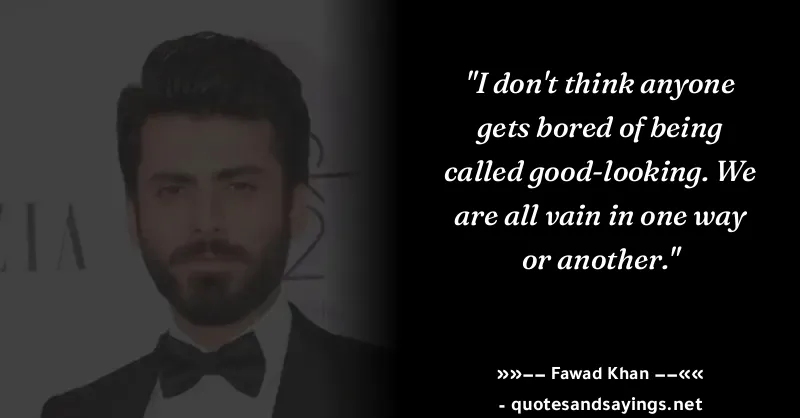 "I don't think anyone
gets bored of being
called good-looking. We
are all vain in one way
or another."
»»−− Fawad Khan −−««
- quotesandsayings.net